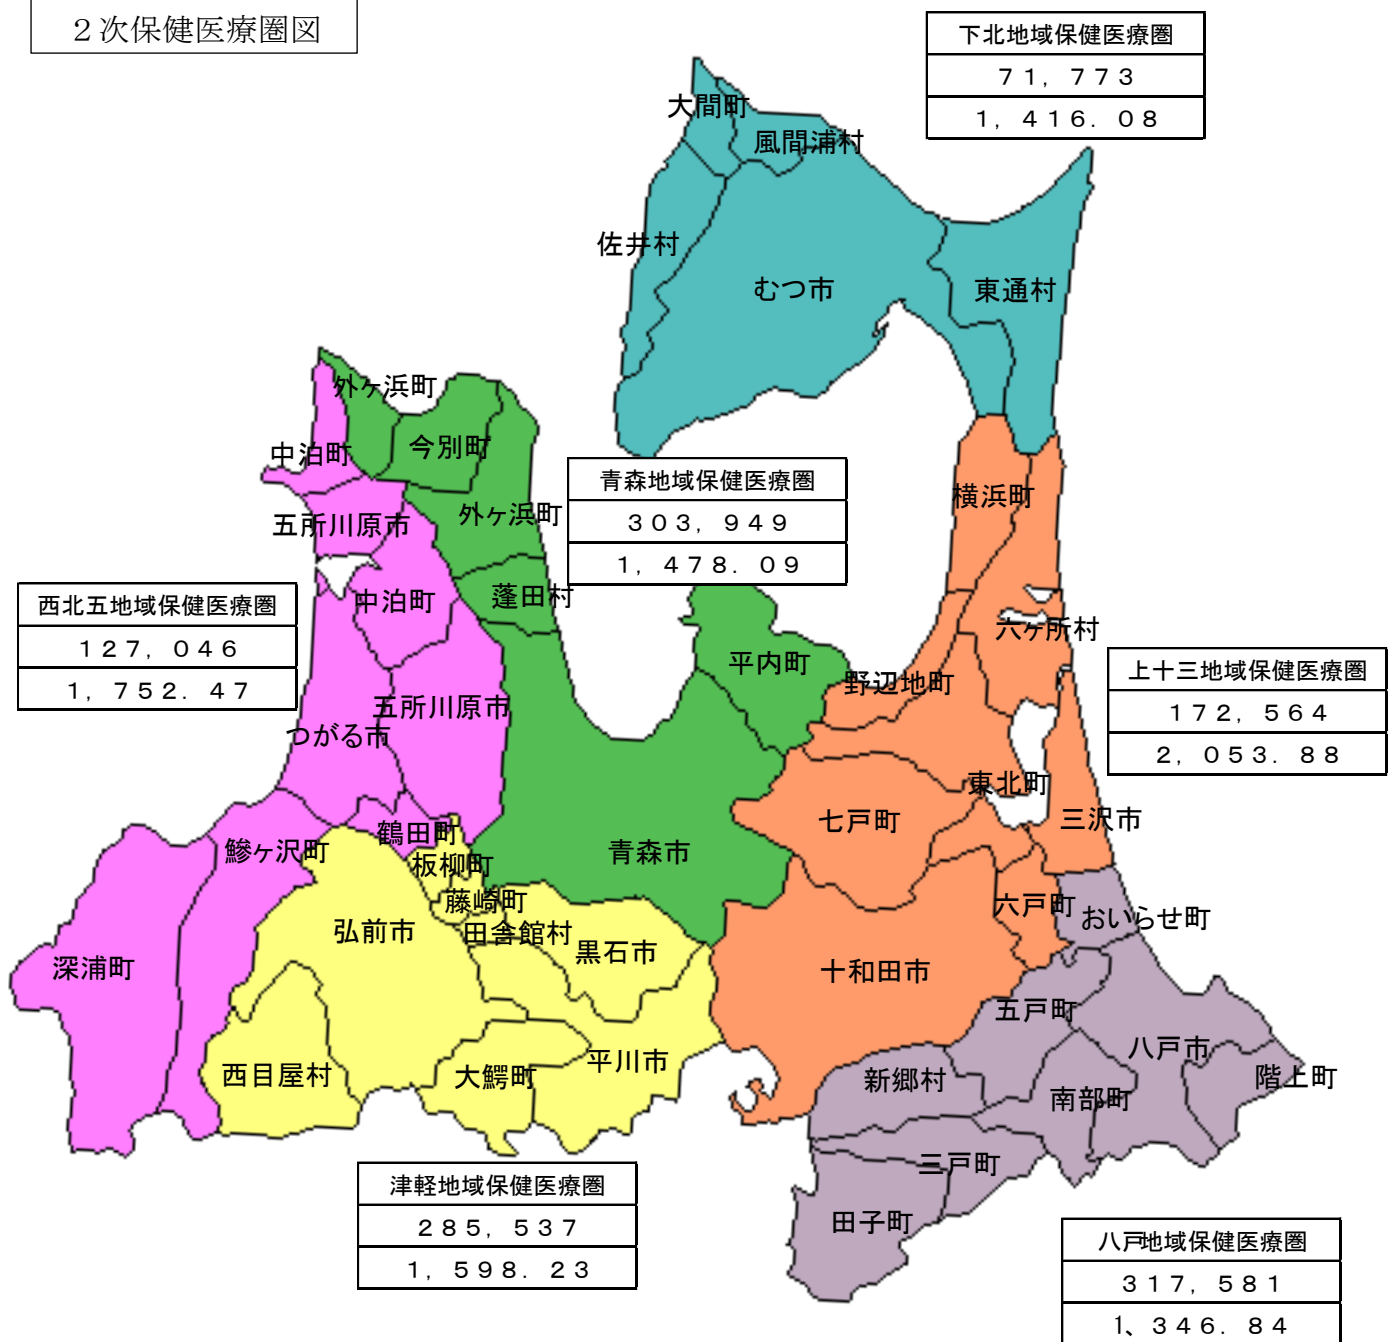 ２次保健医療圏図
下北地域保健医療圏
７１，７７３
１，４１６．０８
大間町
風間浦村
佐井村
むつ市
東通村
外ヶ浜町
今別町
中泊町
青森地域保健医療圏
３０３，９４９
１，４７８．０９
横浜町
五所川原市
外ヶ浜町
西北五地域保健医療圏
１２７，０４６
１，７５２．４７
中泊町
蓬田村
六ヶ所村
平内町
野辺地町
上十三地域保健医療圏
１７２，５６４
２，０５３．８８
五所川原市
つがる市
東北町
七戸町
三沢市
鶴田町
鰺ヶ沢町
板柳町
青森市
藤崎町
六戸町
おいらせ町
弘前市
田舎館村
黒石市
深浦町
十和田市
五戸町
八戸市
西目屋村
大鰐町
平川市
新郷村
南部町
階上町
三戸町
田子町
津軽地域保健医療圏
２８５，５３７
１，５９８．２３
八戸地域保健医療圏
３１７，５８１
１、３４６．８４